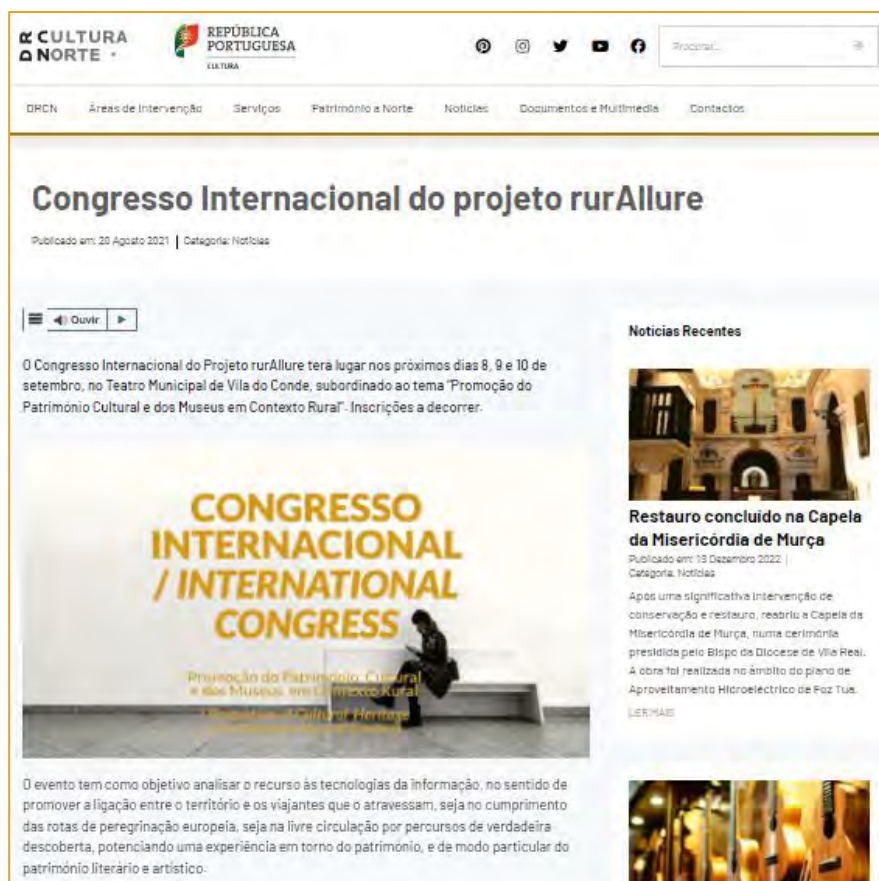 DR CULTURA
DNORTE
REPÚBLICA
PORTUGUESA
CULTURA
Procurar...
DRCN Áreas de Intervenção Serviços Património a Norte Notícias Documentos e Multimedia Contactos
Congresso Internacional do projeto rurAllure
Publicado em: 20 Agosto 2021 | Categoria: Notícias
Ouvir
O Congresso Internacional do Projeto rurAllure terá lugar nos próximos dias 8, 9 e 10 de
setembro, no Teatro Municipal de Vila do Conde, subordinado ao tema "Promoção do
Património Cultural e dos Museus em Contexto Rural". Inscrições a decorrer.
CONGRESSO
INTERNACIONAL
/ INTERNATIONAL
CONGRESS
Promoção do Património Cultural
e dos Museus em Contexto Rural
Promotion of Cultural Heritage
O evento tem como objetivo analisar o recurso às tecnologias da informação, no sentido de
promover a ligação entre o território e os viajantes que o atravessam, seja no cumprimento
das rotas de peregrinação europeia, seja na livre circulação por percursos de verdadeira
descoberta, potenciando uma experiência em torno do património, e de modo particular do
património literário e artístico.
Notícias Recentes
Restauro concluído na Capela
da Misericórdia de Murça
Publicado em: 13 Dezembro 2022 |
Categoria: Notícias
Após uma significativa intervenção de
conservação e restauro, reabriu a Capela da
Misericórdia de Murça, numa cerimónia
presidida pelo Bispo da Diocese de Vila Real.
A obra foi realizada no âmbito do plano de
Aproveitamento Hidroeléctrico de Foz Tua.
LER MAIS